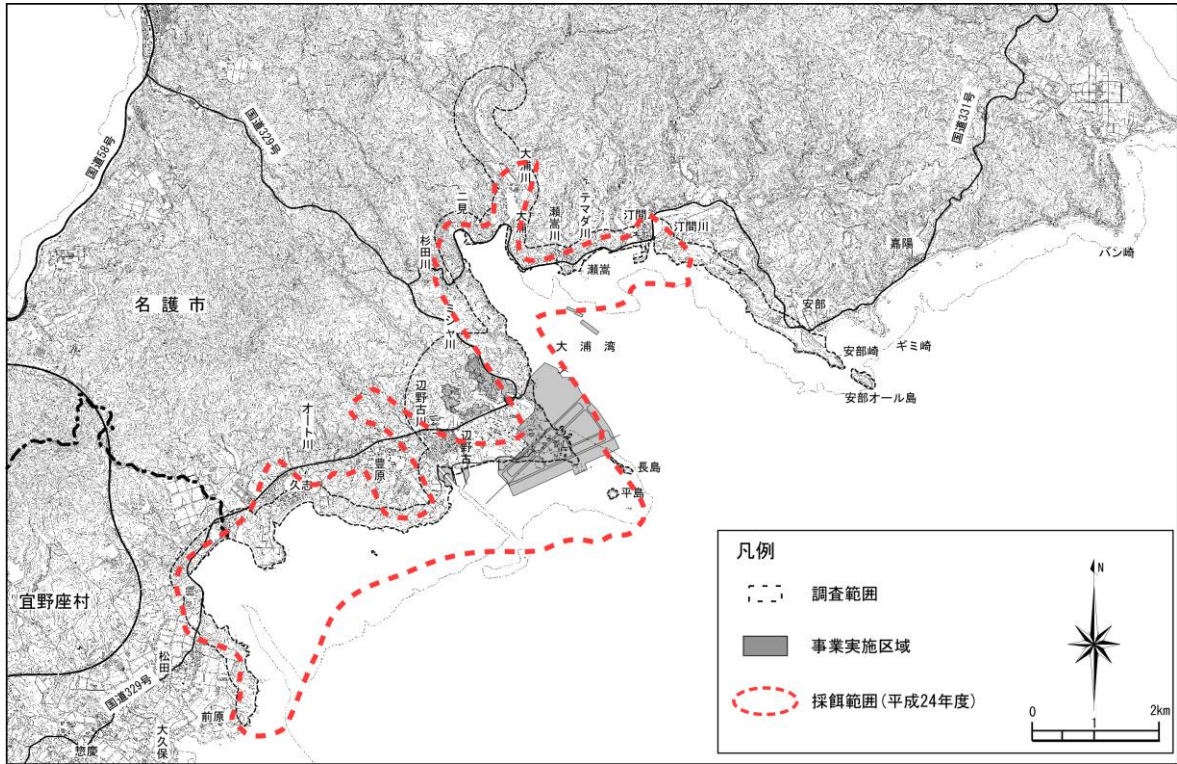 国道58号
国道329号
国道331号
大浦川
二見
大浦
瀬嵩川
テマダ川
汀間
汀間川
嘉陽
バン崎
杉田川
瀬嵩
名護市
ミジャ川
大浦湾
安部
安部崎
ギミ崎
安部オール島
辺野古川
オート川
辺野古
豊原
久志
長島
平島
宜野座村
松田
国道329号
前原
大久保
惣慶
凡例
調査範囲
事業実施区域
採餌範囲(平成24年度)
N
0 1 2km